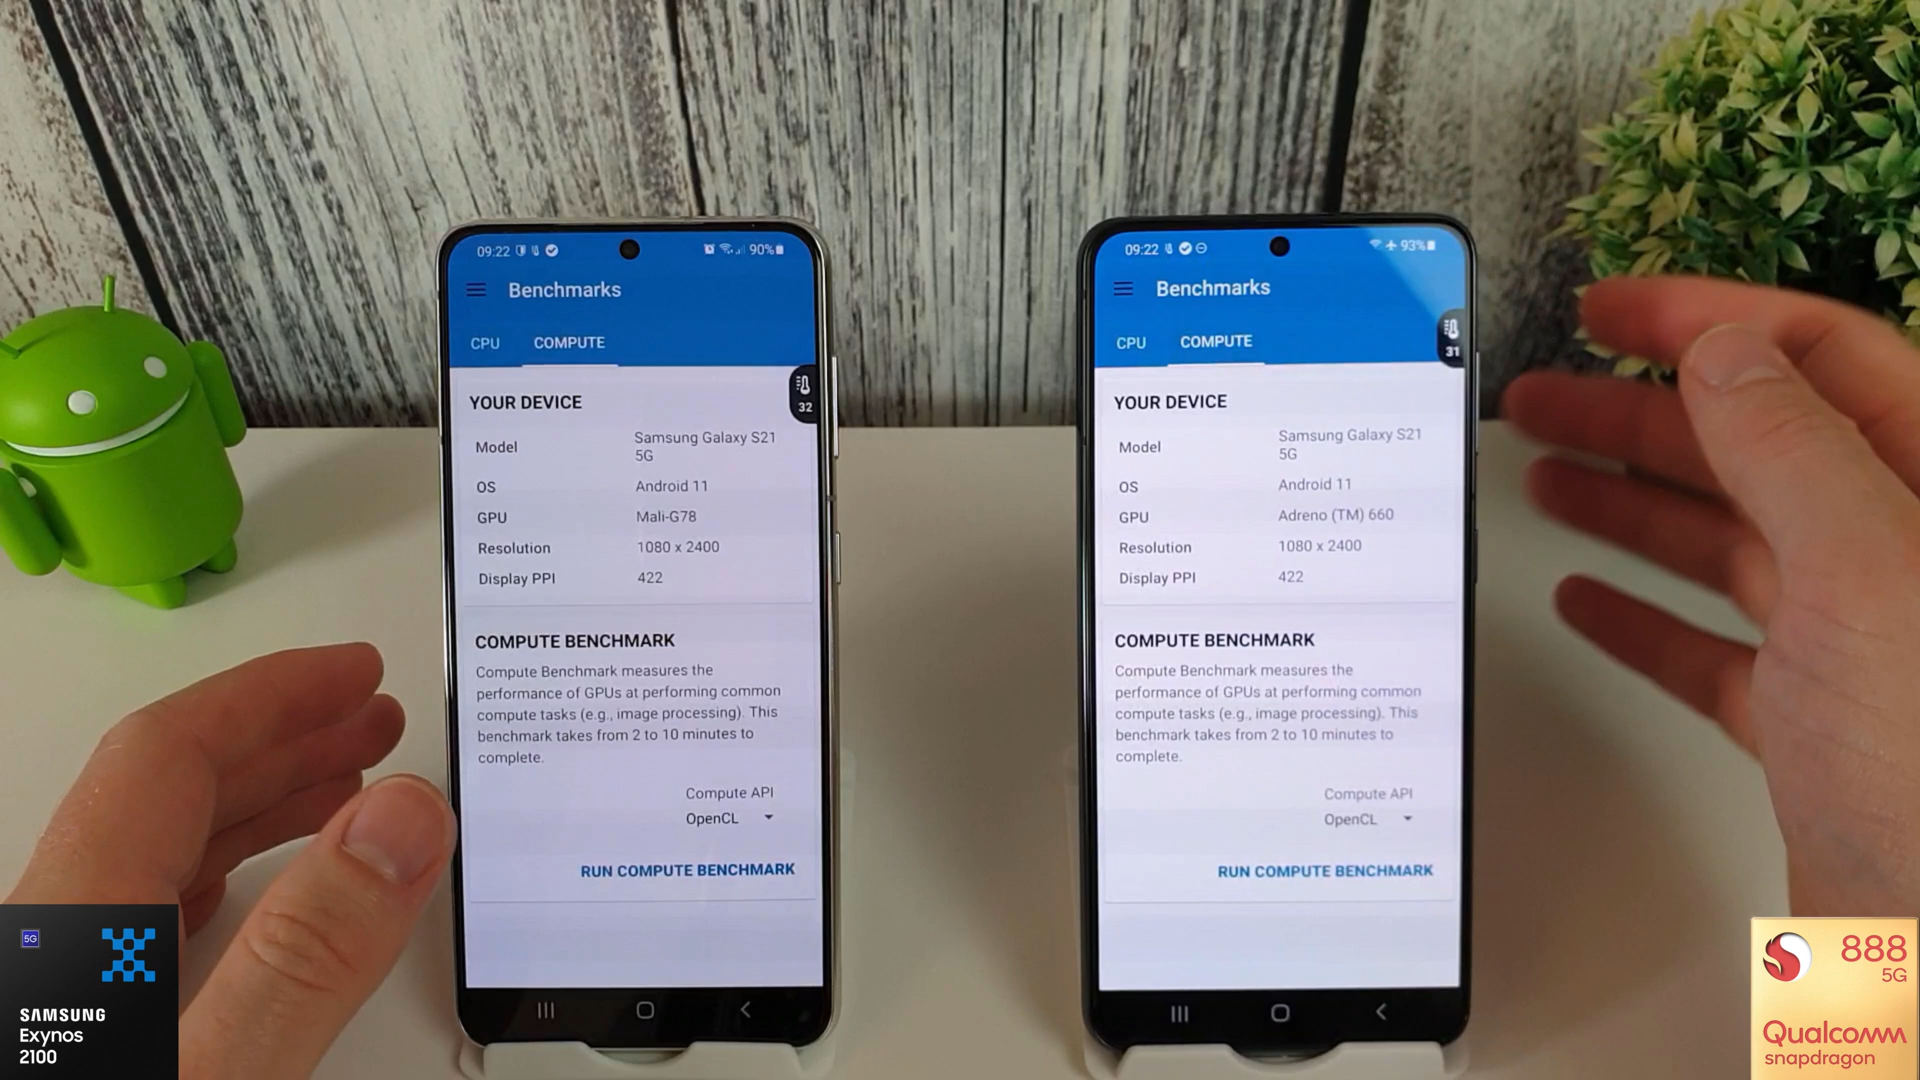 09:22
90%
Benchmarks
CPU
COMPUTE
32
YOUR DEVICE
Model
Samsung Galaxy S21
5G
OS
Android 11
GPU
Mali-G78
Resolution
1080 x 2400
Display PPI
422
COMPUTE BENCHMARK
Compute Benchmark measures the
performance of GPUs at performing common
compute tasks (e.g., image processing). This
benchmark takes from 2 to 10 minutes to
complete.
Compute API
OpenCL
RUN COMPUTE BENCHMARK
09:22
93%
Benchmarks
CPU
COMPUTE
31
YOUR DEVICE
Model
Samsung Galaxy S21
5G
OS
Android 11
GPU
Adreno (TM) 660
Resolution
1080 x 2400
Display PPI
422
COMPUTE BENCHMARK
Compute Benchmark measures the
performance of GPUs at performing common
compute tasks (e.g., image processing). This
benchmark takes from 2 to 10 minutes to
complete.
Compute API
OpenCL
RUN COMPUTE BENCHMARK
5G
SAMSUNG
Exynos
2100
888
5G
Qualcomm
snapdragon